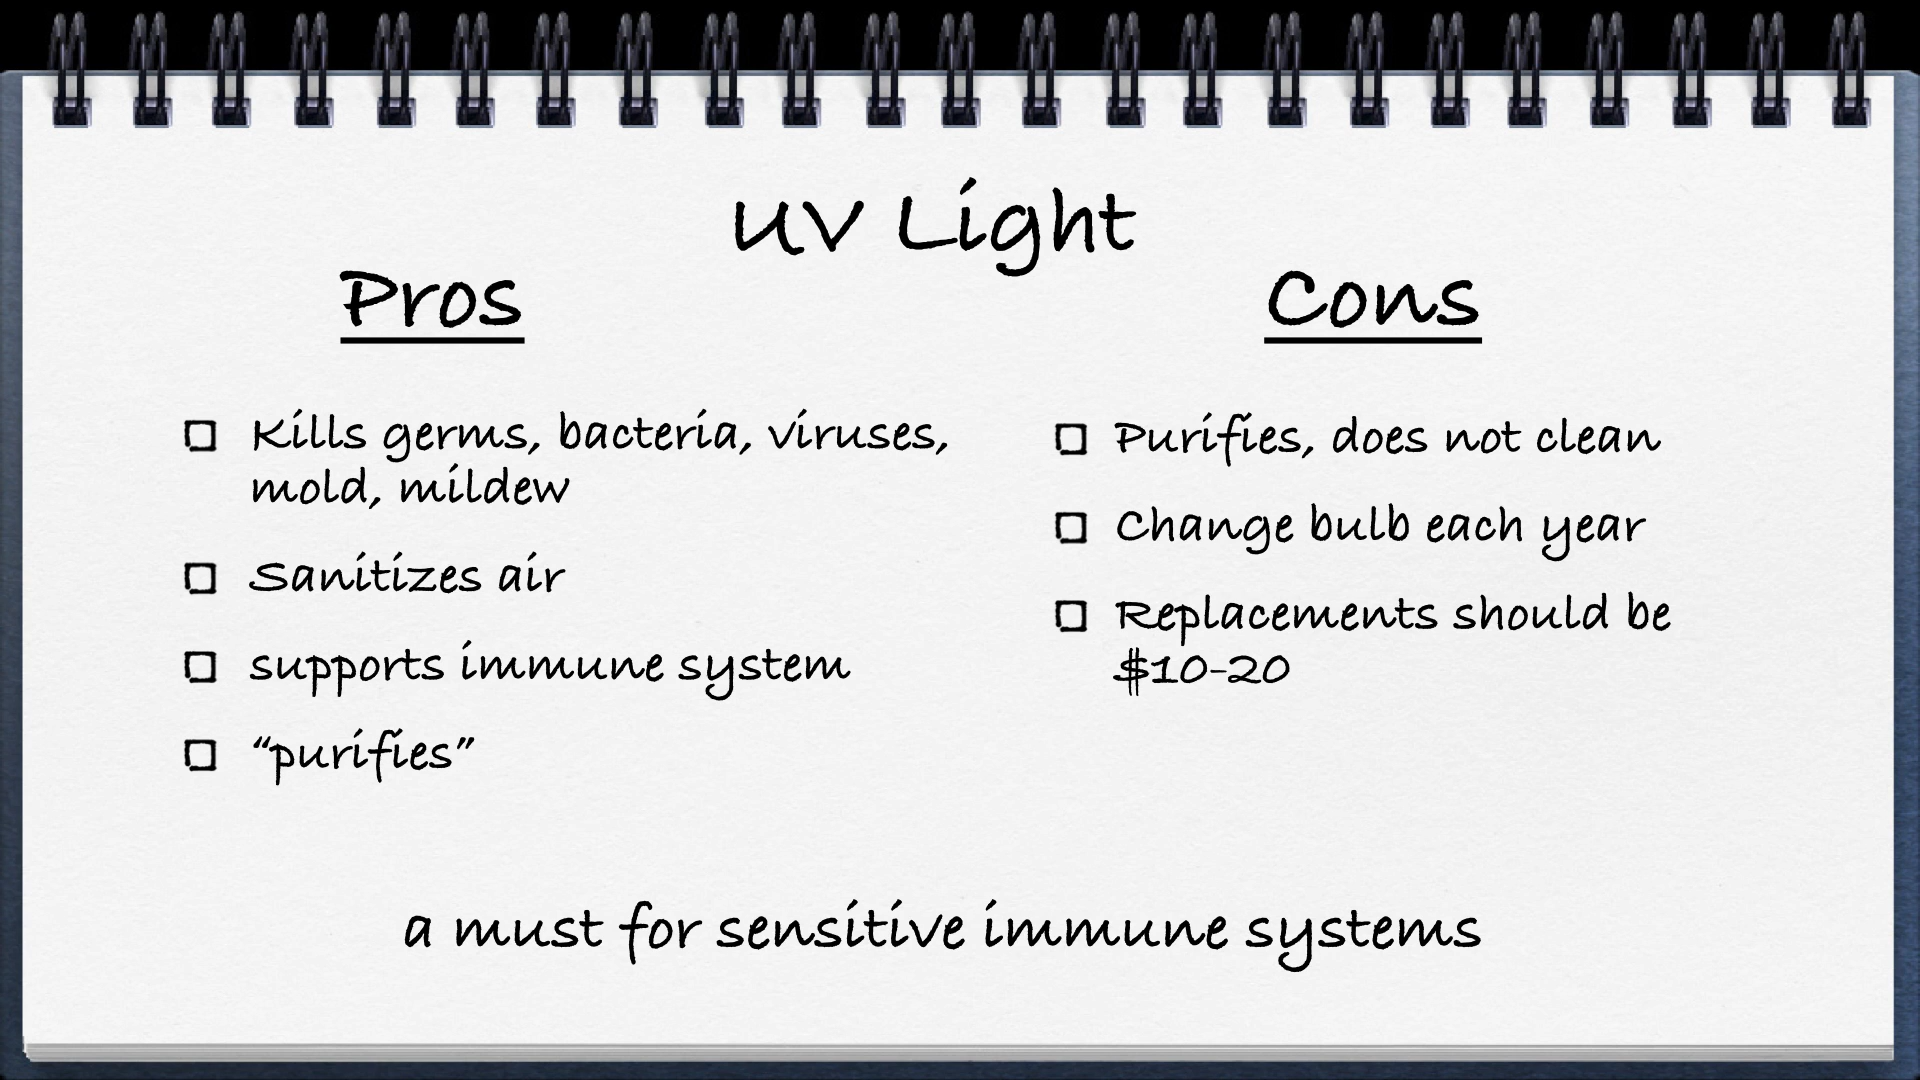 UV Light
Pros
Kills germs, bacteria, viruses,
mold, mildew
Sanitizes air
supports immune system
“purifies”
Cons
Purifies, does not clean
Change bulb each year
Replacements should be
$10-20
a must for sensitive immune systems